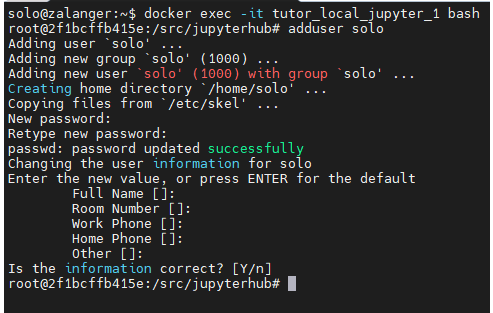 solo@zalanger:~$ docker exec -it tutor_local_jupyter_1 bash
root@2f1bcffb415e:/src/jupyterhub# adduser solo
Adding user `solo' ...
Adding new group `solo' (1000) ...
Adding new user `solo' (1000) with group `solo' ...
Creating home directory `/home/solo' ...
Copying files from `/etc/skel' ...
New password:
Retype new password:
passwd: password updated successfully
Changing the user information for solo
Enter the new value, or press ENTER for the default
Full Name []:
Room Number []:
Work Phone []:
Home Phone []:
Other []:
Is the information correct? [Y/n]
root@2f1bcffb415e:/src/jupyterhub#